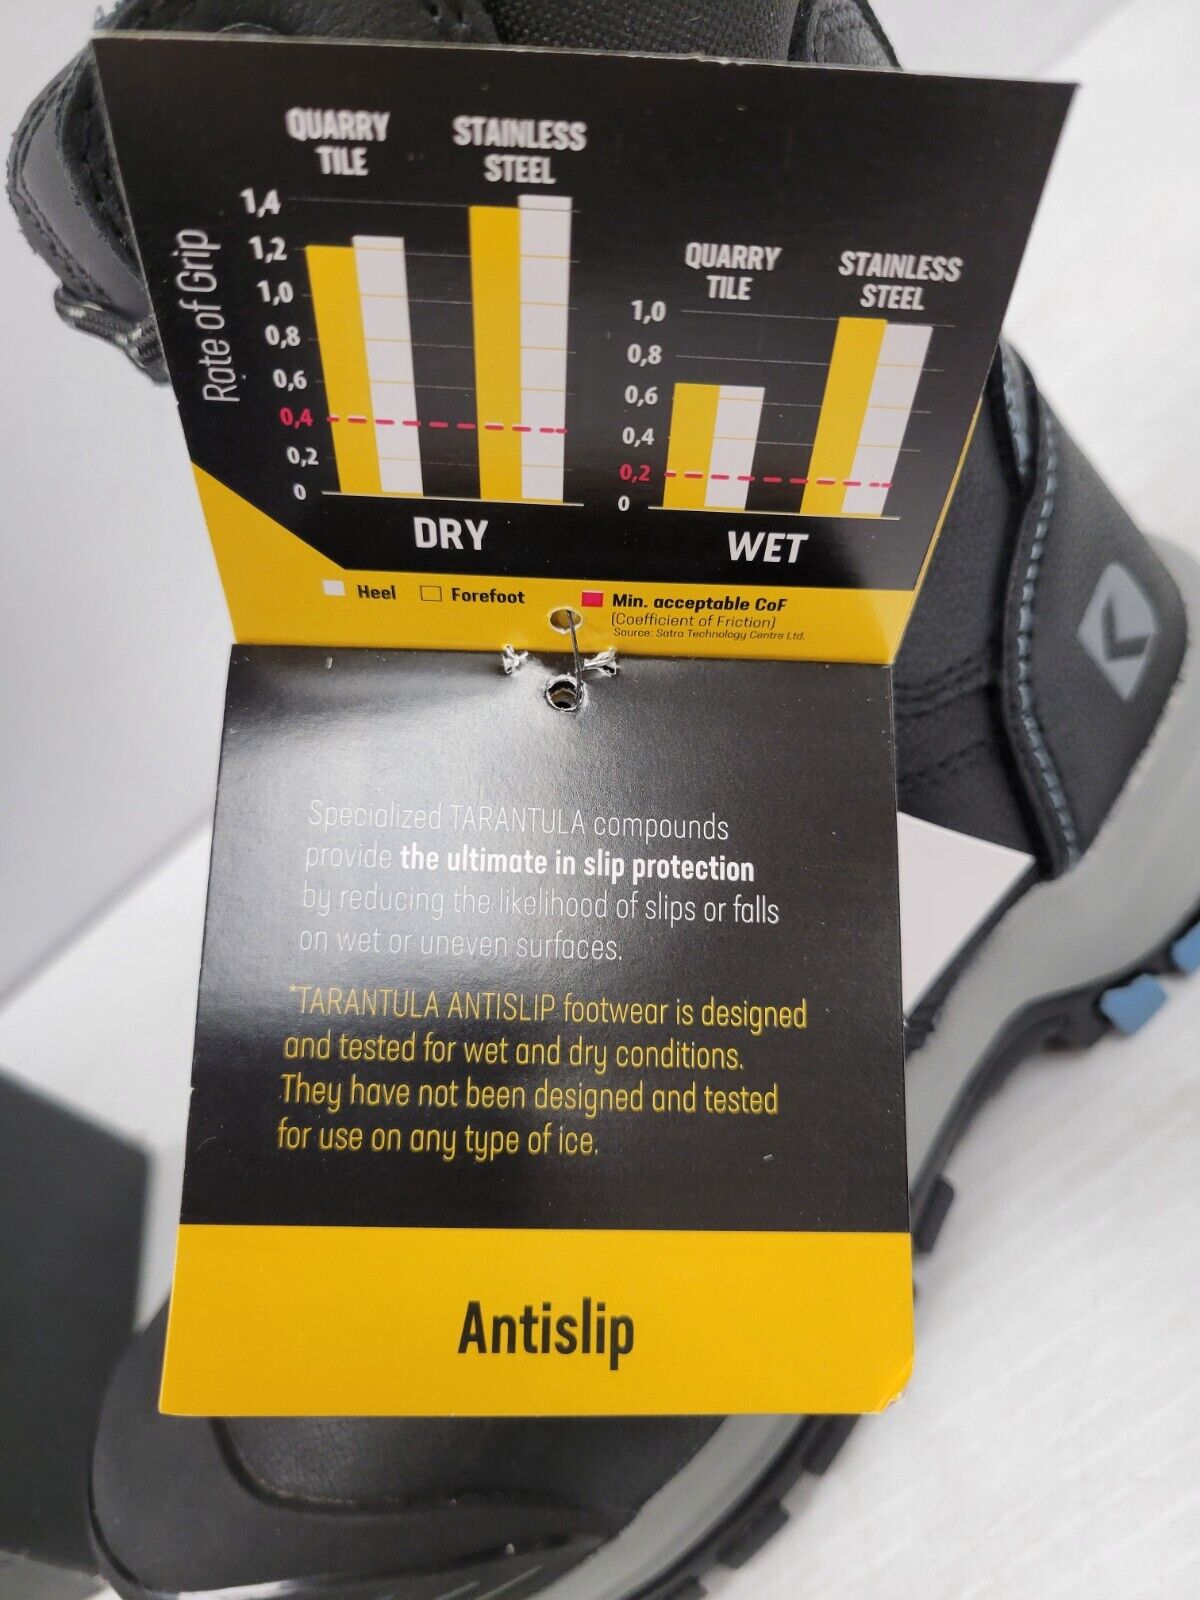 QUARRY
TILE
STAINLESS
STEEL
Rate of Grip
1,4
1,2
1,0
0,8
0,6
0,4
0,2
0
DRY
QUARRY
TILE
STAINLESS
STEEL
1,0
0,8
0,6
0,4
0,2
0
WET
Heel Forefoot Min. acceptable CoF
(Coefficient of Friction)
Source: Satra Technology Centre Ltd.
Specialized TARANTULA compounds
provide the ultimate in slip protection
by reducing the likelihood of slips or falls
on wet or uneven surfaces.
*TARANTULA ANTISLIP footwear is designed
and tested for wet and dry conditions.
They have not been designed and tested
for use on any type of ice.
Antislip